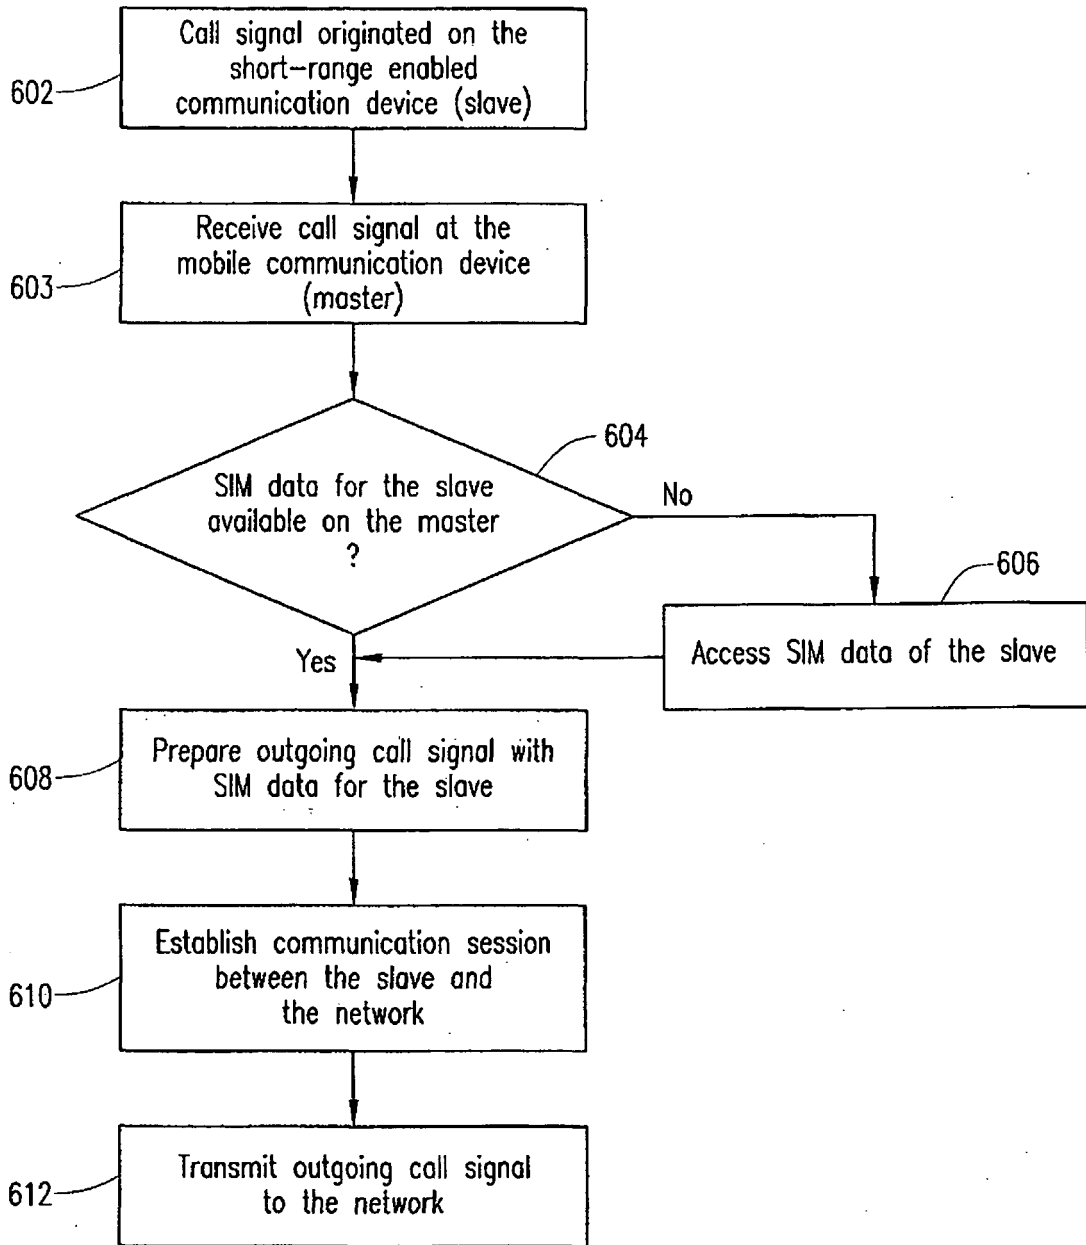 Call signal originated on the
short-range enabled
communication device (slave)
602
Receive call signal at the
mobile communication device
(master)
603
604
SIM data for the slave
available on the master
?
No
606
Access SIM data of the slave
Yes
Prepare outgoing call signal with
SIM data for the slave
608
Establish communication session
between the slave and
the network
610
Transmit outgoing call signal
to the network
612